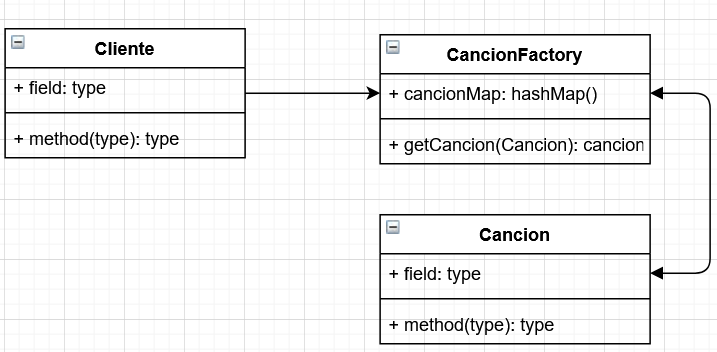 Cliente
+ field: type
+ method(type): type
CancionFactory
+ cancionMap: hashMap()
+ getCancion(Cancion): cancion
Cancion
+ field: type
+ method(type): type